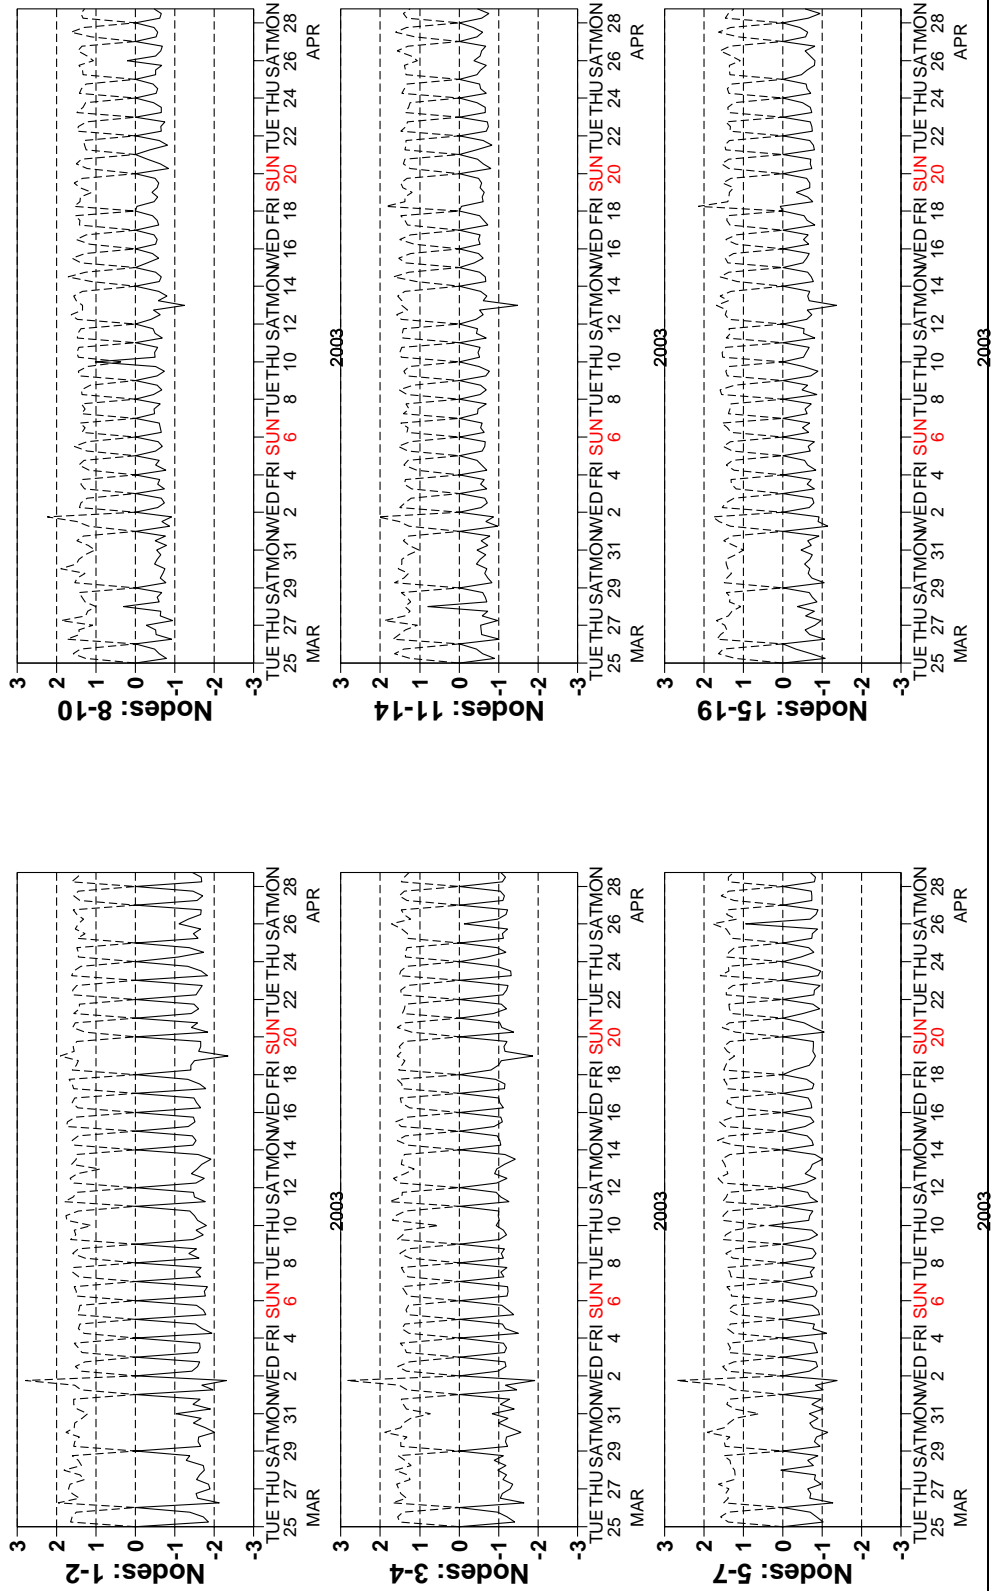 Nodes: 1-2
3
2
1
0
-1
-2
-3
TUE THU SAT MON WED FRI SUN TUE THU SAT MON WED FRI SUN TUE THU SAT MON
25 27 29 31 2 4 6 8 10 12 14 16 18 20 22 24 26 28
MAR APR
2003
Nodes: 3-4
3
2
1
0
-1
-2
-3
TUE THU SAT MON WED FRI SUN TUE THU SAT MON WED FRI SUN TUE THU SAT MON
25 27 29 31 2 4 6 8 10 12 14 16 18 20 22 24 26 28
MAR APR
2003
Nodes: 5-7
3
2
1
0
-1
-2
-3
TUE THU SAT MON WED FRI SUN TUE THU SAT MON WED FRI SUN TUE THU SAT MON
25 27 29 31 2 4 6 8 10 12 14 16 18 20 22 24 26 28
MAR APR
2003
Nodes: 8-10
3
2
1
0
-1
-2
-3
TUE THU SAT MON WED FRI SUN TUE THU SAT MON WED FRI SUN TUE THU SAT MON
25 27 29 31 2 4 6 8 10 12 14 16 18 20 22 24 26 28
MAR APR
2003
Nodes: 11-14
3
2
1
0
-1
-2
-3
TUE THU SAT MON WED FRI SUN TUE THU SAT MON WED FRI SUN TUE THU SAT MON
25 27 29 31 2 4 6 8 10 12 14 16 18 20 22 24 26 28
MAR APR
2003
Nodes: 15-19
3
2
1
0
-1
-2
-3
TUE THU SAT MON WED FRI SUN TUE THU SAT MON WED FRI SUN TUE THU SAT MON
25 27 29 31 2 4 6 8 10 12 14 16 18 20 22 24 26 28
MAR APR
2003